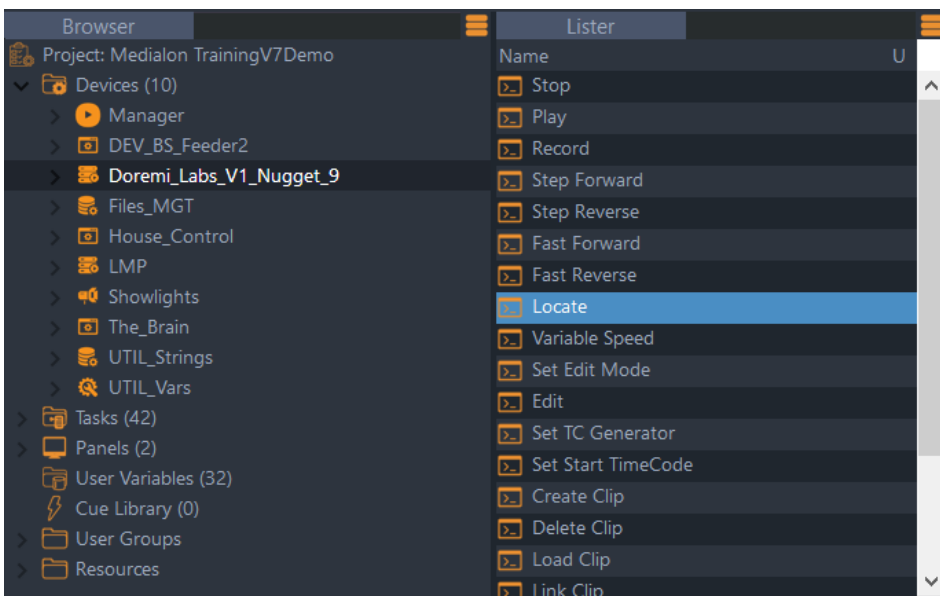 Browser
Project: Medialon TrainingV7Demo
Devices (10)
Manager
DEV_BS_Feeder2
Doremi_Labs_V1_Nugget_9
Files_MGT
House_Control
LMP
Showlights
The_Brain
UTIL_Strings
UTIL_Vars
Tasks (42)
Panels (2)
User Variables (32)
Cue Library (0)
User Groups
Resources
Lister
Name U
Stop
Play
Record
Step Forward
Step Reverse
Fast Forward
Fast Reverse
Locate
Variable Speed
Set Edit Mode
Edit
Set TC Generator
Set Start TimeCode
Create Clip
Delete Clip
Load Clip
Link Clip